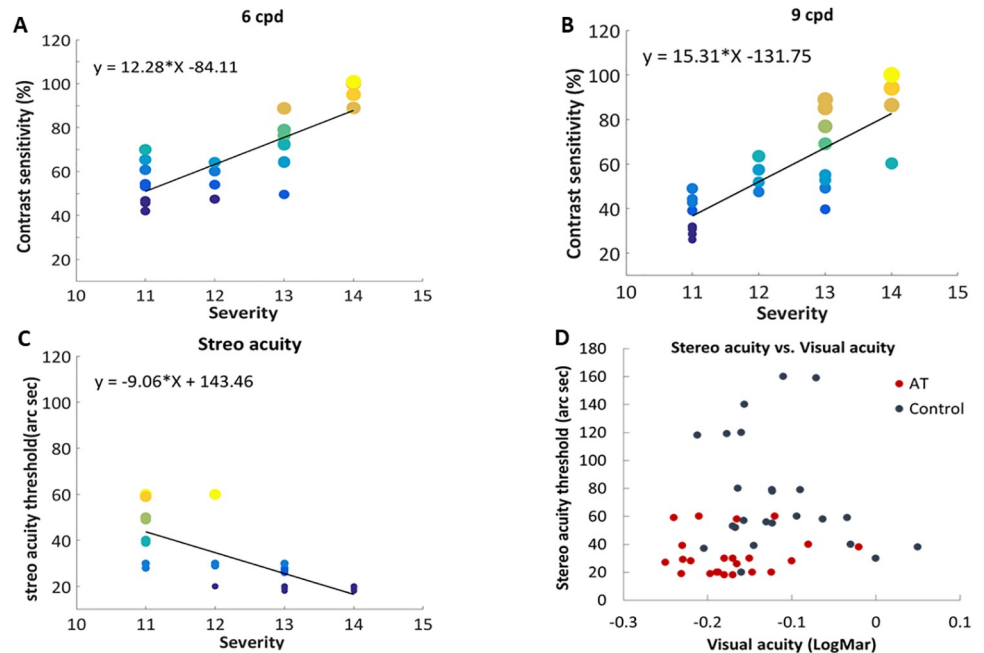 A
6 cpd
y = 12.28*X -84.11
Contrast sensitivity (%)
120
100
80
60
40
20
10 11 12 13 14 15
Severity
B
9 cpd
y = 15.31*X -131.75
Contrast sensitivity (%)
120
100
80
60
40
20
10 11 12 13 14 15
Severity
C
Streo acuity
y = -9.06*X + 143.46
streo acuity threshold(arc sec)
120
100
80
60
40
20
10 11 12 13 14 15
Severity
D
Stereo acuity vs. Visual acuity
AT
Control
Stereo acuity threshold (arc sec)
180
160
140
120
100
80
60
40
20
0
-0.3 -0.2 -0.1 0 0.1
Visual acuity (LogMar)